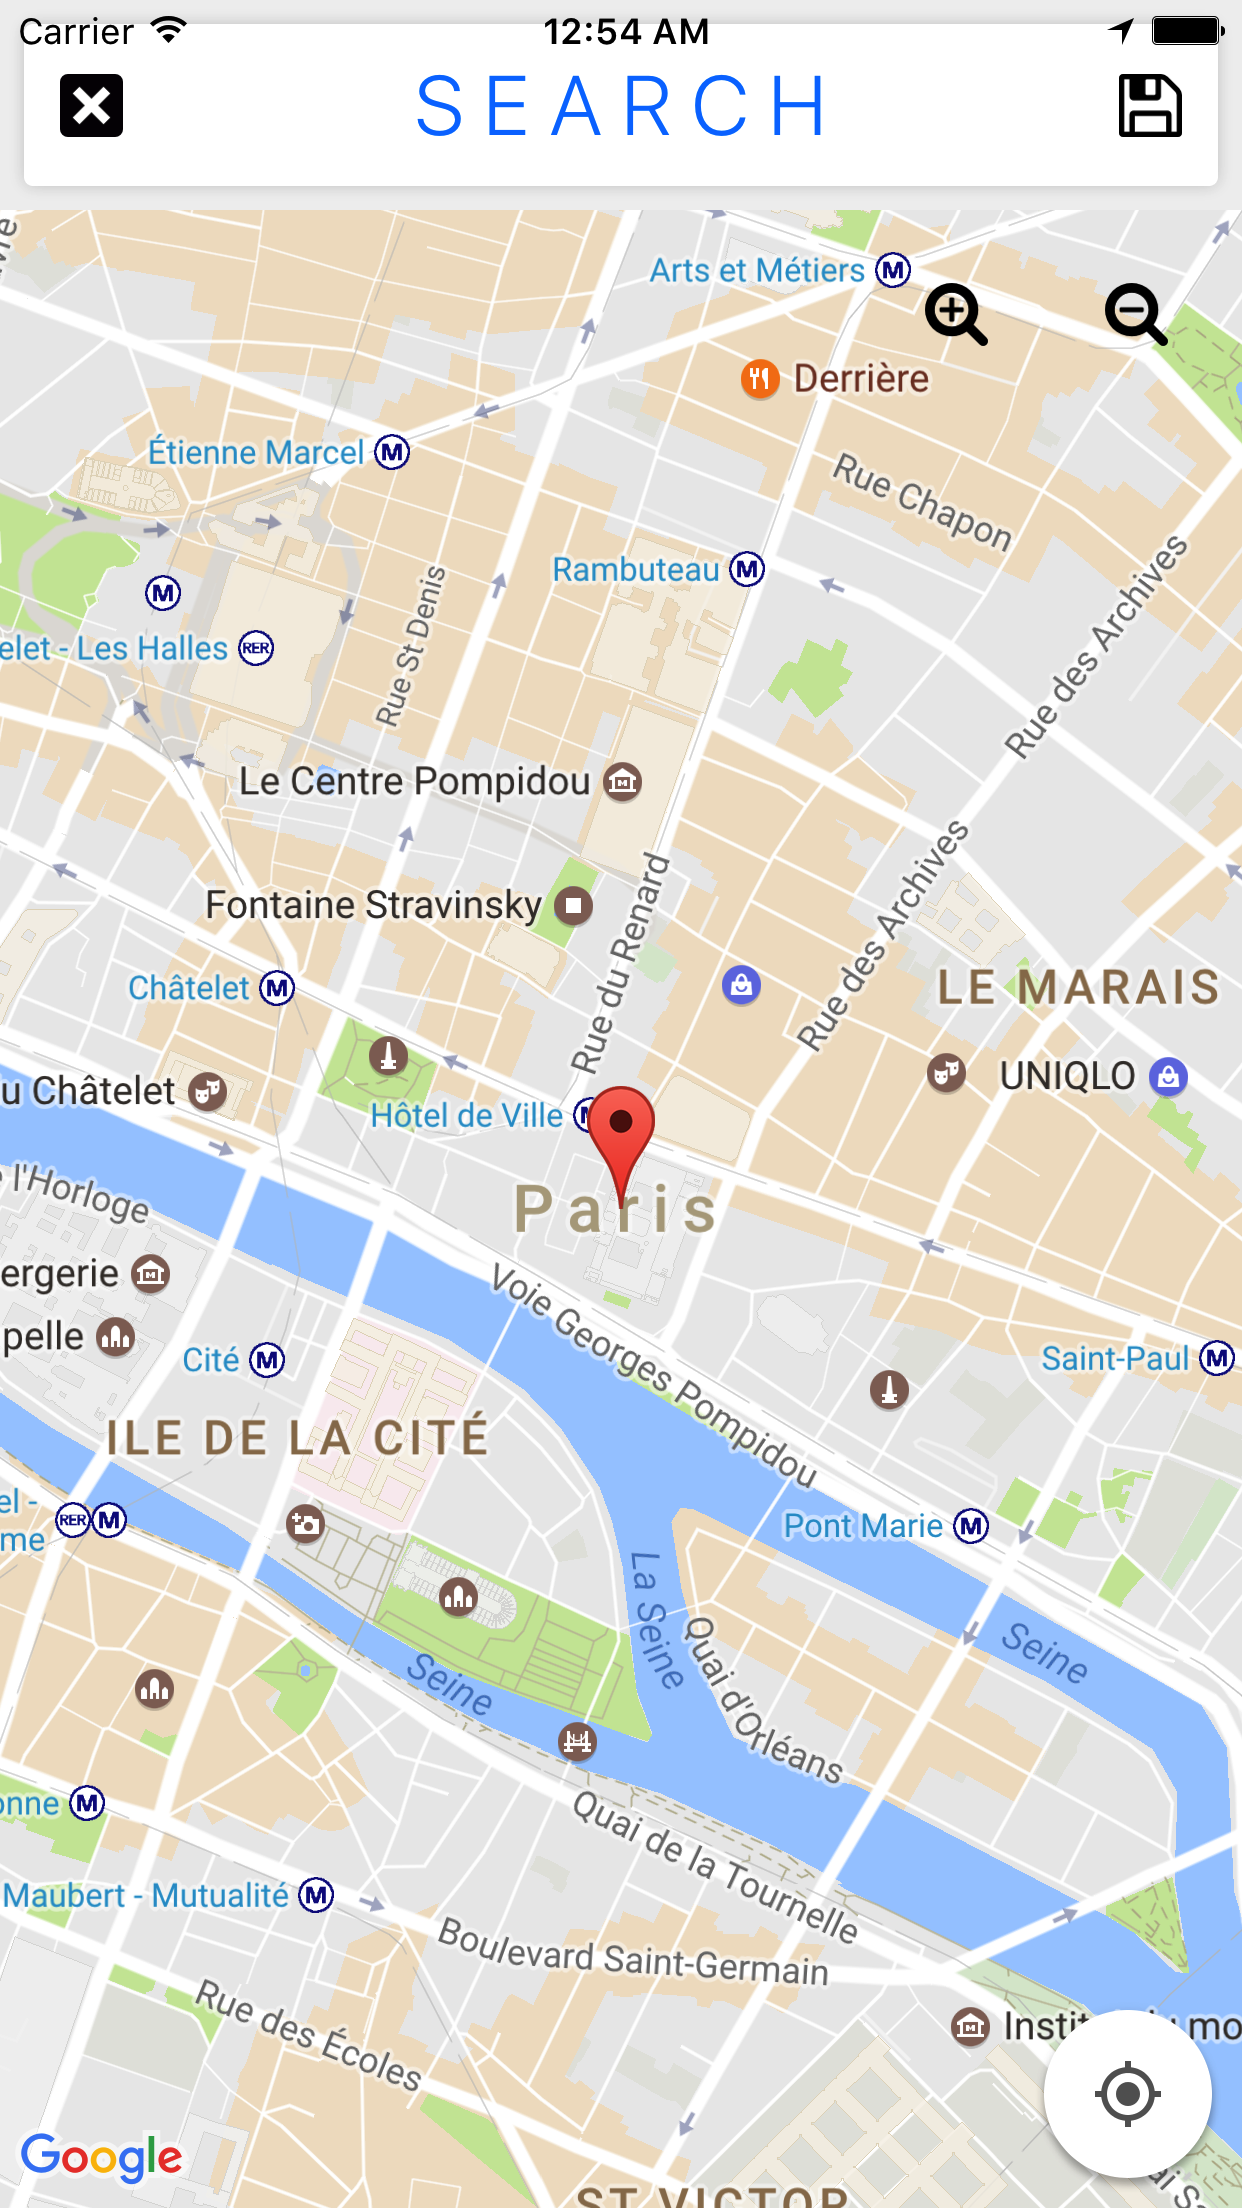 Carrier
12:54 AM
SEARCH
Arts et Métiers M
Derrière
Étienne Marcel M
Rue Chapon
Rambuteau M
M
Rue St Denis
Rue des Archives
elet - Les Halles RER
Le Centre Pompidou
Fontaine Stravinsky
Rue du Renard
Rue des Archives
Châtelet M
LE MARAIS
UNIQLO
u Châtelet
Hôtel de Ville
Paris
l'Horloge
ergerie
Voie Georges Pompidou
pelle
Cité M
Saint-Paul M
ILE DE LA CITÉ
el -
me
RER M
Pont Marie M
La Seine
Seine
Seine
Quai d'Orléans
onne M
Quai de la Tournelle
Maubert - Mutualité M
Boulevard Saint-Germain
Rue des Écoles
Google
ST VICTOR